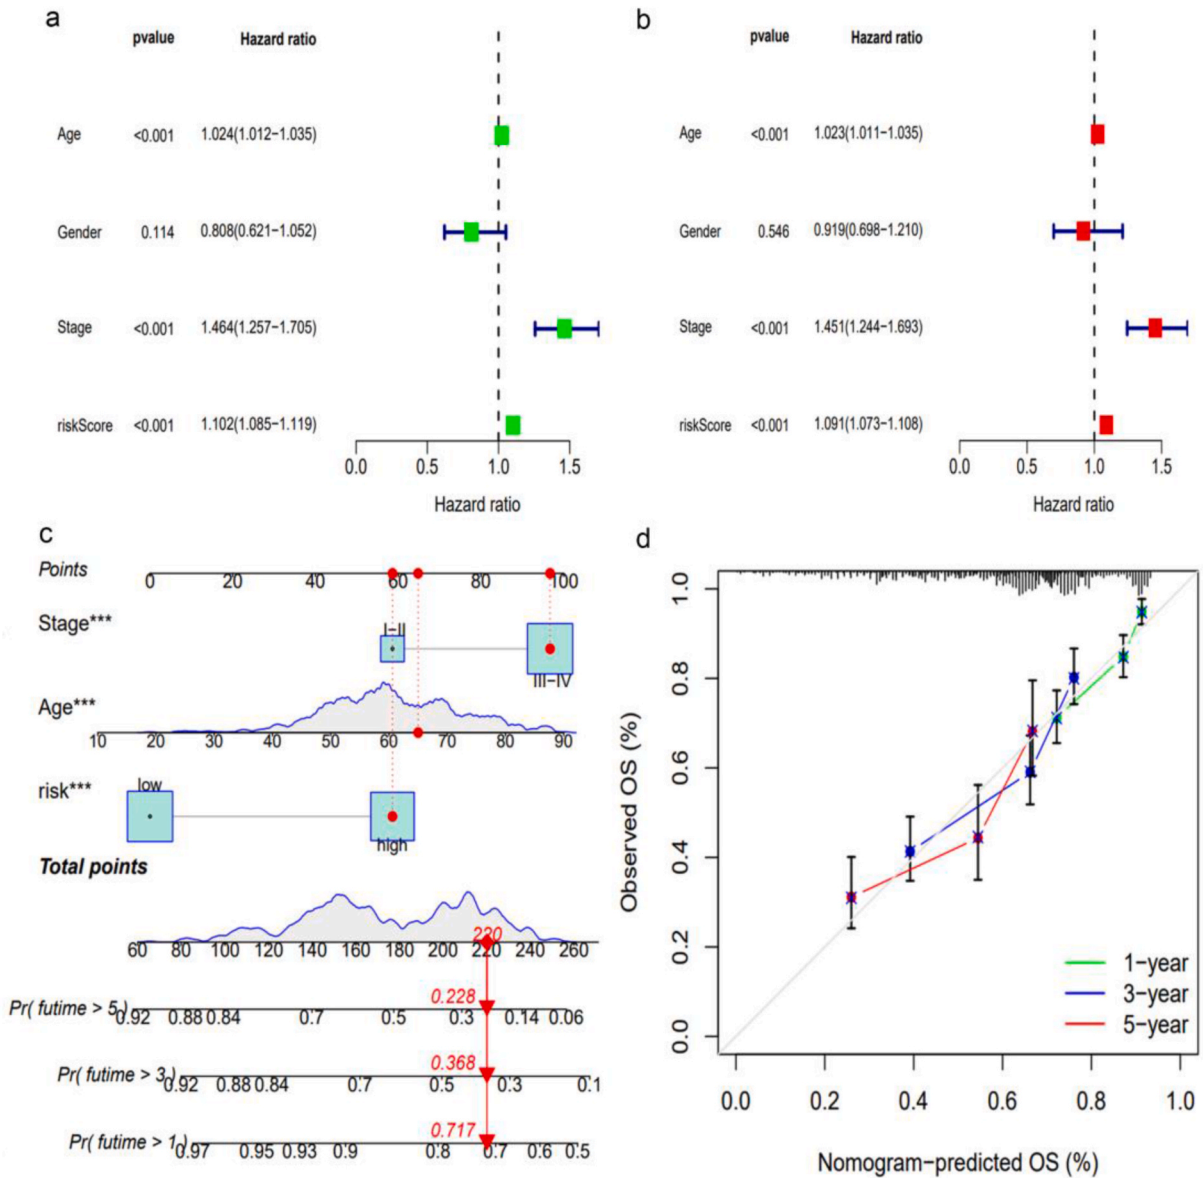 a
pvalue Hazard ratio
Age <0.001 1.024(1.012−1.035)
Gender 0.114 0.808(0.621−1.052)
Stage <0.001 1.464(1.257−1.705)
riskScore <0.001 1.102(1.085−1.119)
0.0 0.5 1.0 1.5
Hazard ratio
b
pvalue Hazard ratio
Age <0.001 1.023(1.011−1.035)
Gender 0.546 0.919(0.698−1.210)
Stage <0.001 1.451(1.244−1.693)
riskScore <0.001 1.091(1.073−1.108)
0.0 0.5 1.0 1.5
Hazard ratio
c
Points 0 20 40 60 80 100
Stage***
I−II
III−IV
Age***
10 20 30 40 50 60 70 80 90
risk***
low
high
Total points
220
60 80 100 120 140 160 180 200 220 240 260
0.228
Pr( futime > 5 ) 0.92 0.88 0.84 0.7 0.5 0.3 0.14 0.06
0.368
Pr( futime > 3 ) 0.92 0.88 0.84 0.7 0.5 0.3 0.1
0.717
Pr( futime > 1 ) 0.97 0.95 0.93 0.9 0.8 0.7 0.6 0.5
d
Observed OS (%)
1.0
0.8
0.6
0.4
0.2
0.0
1−year
3−year
5−year
0.0 0.2 0.4 0.6 0.8 1.0
Nomogram−predicted OS (%)